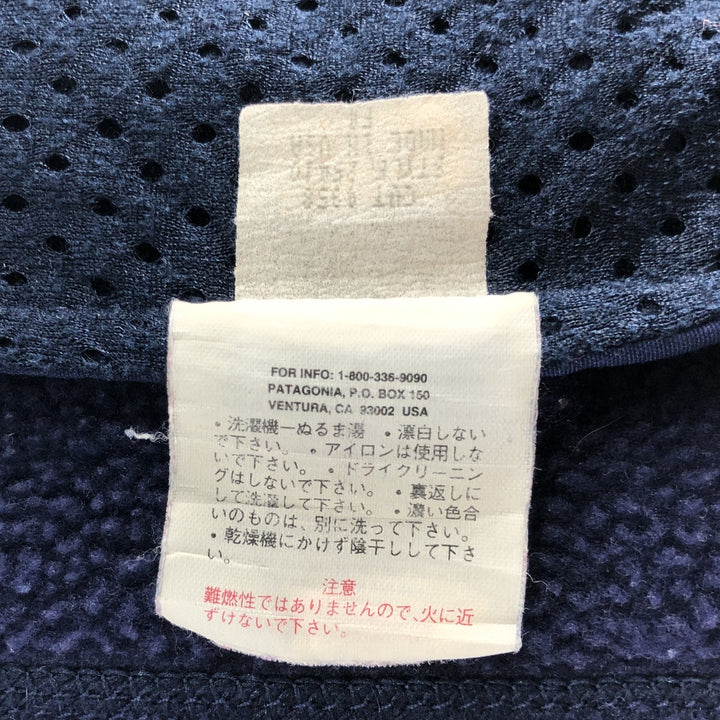 FOR INFO: 1-800-336-9090
PATAGONIA, P.O. BOX 150
VENTURA, CA 93002 USA
・洗濯機―ぬるま湯 ・漂白しない
で下さい。 ・アイロンは使用しな
いで下さい。 ・ドライクリーニン
グはしないで下さい。 ・裏返しに
して洗濯して下さい。 ・濃い色合
いのものは、別に洗って下さい。
・乾燥機にかけず陰干しして下さ
い。
注意
難燃性ではありませんので、火に近
ずけないで下さい。